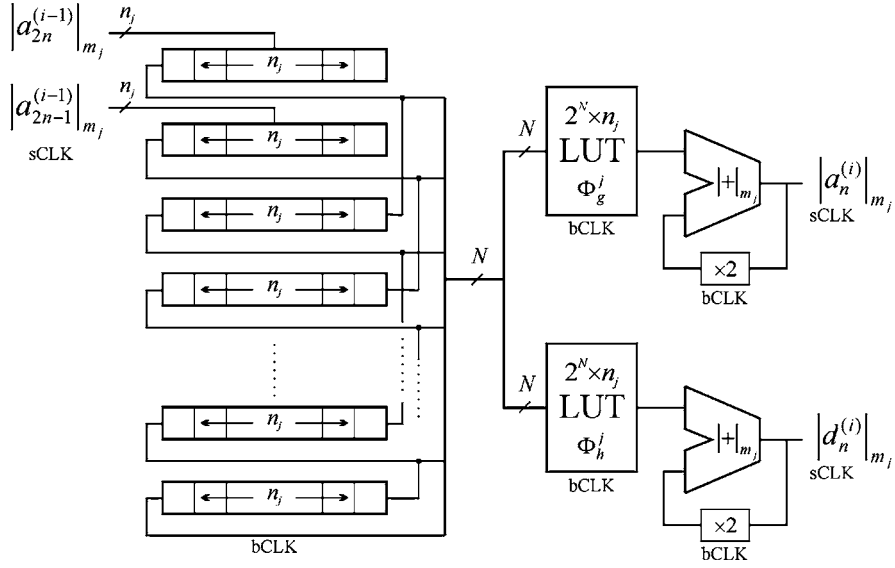 |a_{2n}^{(i-1)}|_{m_j} n_j
n_j
|a_{2n-1}^{(i-1)}|_{m_j} n_j
sCLK
n_j
n_j
n_j
n_j
n_j
bCLK
N
N
2^N×n_j
LUT
Φ_g^j
bCLK
|+|_{m_j}
×2
bCLK
|a_n^{(i)}|_{m_j}
sCLK
N
2^N×n_j
LUT
Φ_h^j
bCLK
|+|_{m_j}
×2
bCLK
|d_n^{(i)}|_{m_j}
sCLK